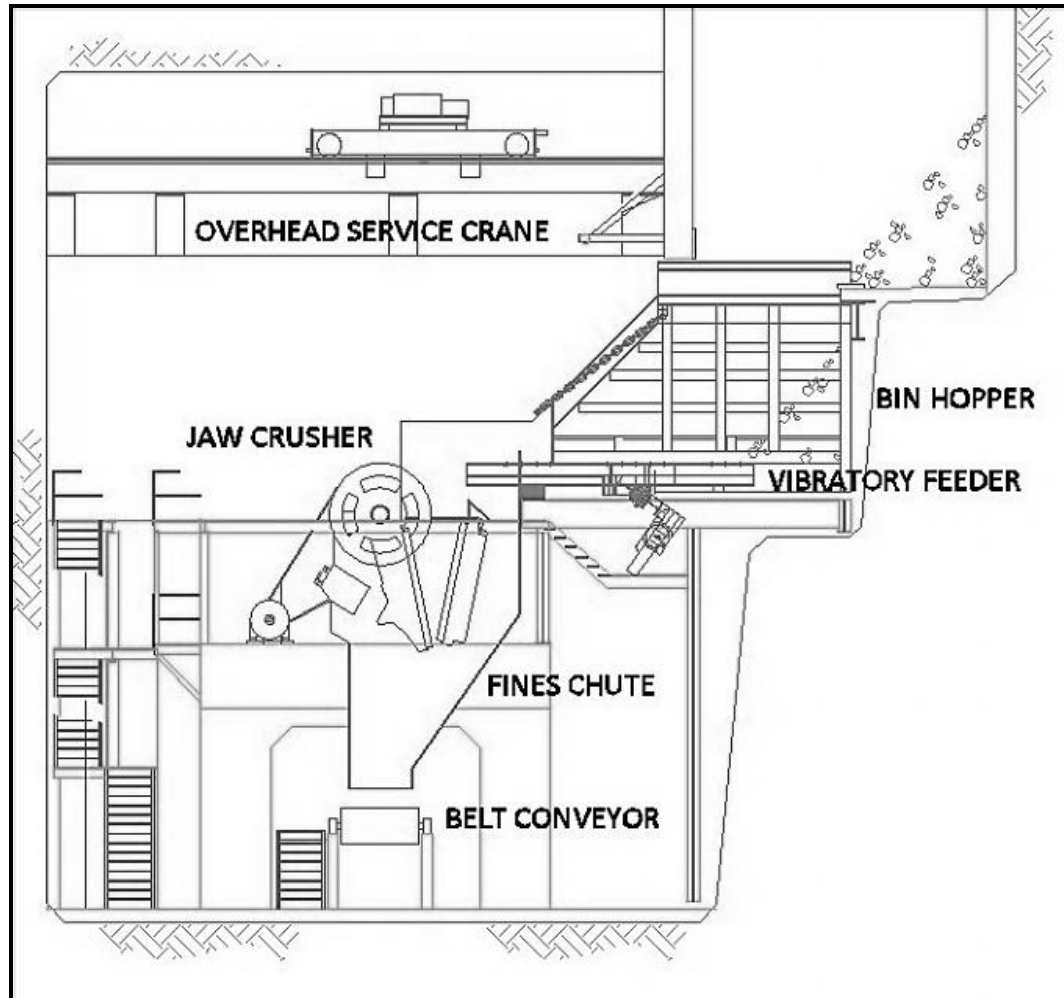 OVERHEAD SERVICE CRANE
BIN HOPPER
JAW CRUSHER
VIBRATORY FEEDER
FINES CHUTE
BELT CONVEYOR